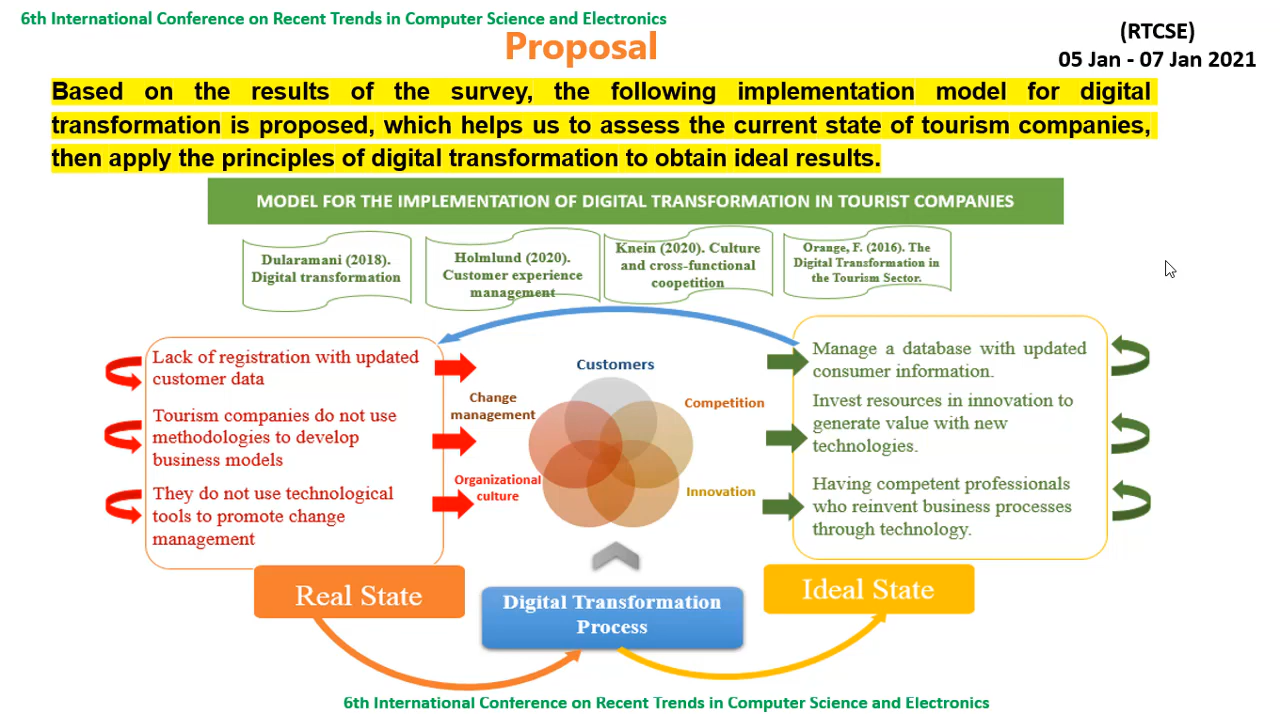 6th International Conference on Recent Trends in Computer Science and Electronics
Proposal
(RTCSE)
05 Jan - 07 Jan 2021
Based on the results of the survey, the following implementation model for digital
transformation is proposed, which helps us to assess the current state of tourism companies,
then apply the principles of digital transformation to obtain ideal results.
MODEL FOR THE IMPLEMENTATION OF DIGITAL TRANSFORMATION IN TOURIST COMPANIES
Dularamani (2018).
Digital transformation
Holmlund (2020).
Customer experience
management
Knein (2020). Culture
and cross-functional
coopetition
Orange, F. (2016). The
Digital Transformation in
the Tourism Sector.
Lack of registration with updated
customer data
Tourism companies do not use
methodologies to develop
business models
They do not use technological
tools to promote change
management
Customers
Change
management
Competition
Organizational
culture
Innovation
Manage a database with updated
consumer information.
Invest resources in innovation to
generate value with new
technologies.
Having competent professionals
who reinvent business processes
through technology.
Real State
Digital Transformation
Process
Ideal State
6th International Conference on Recent Trends in Computer Science and Electronics